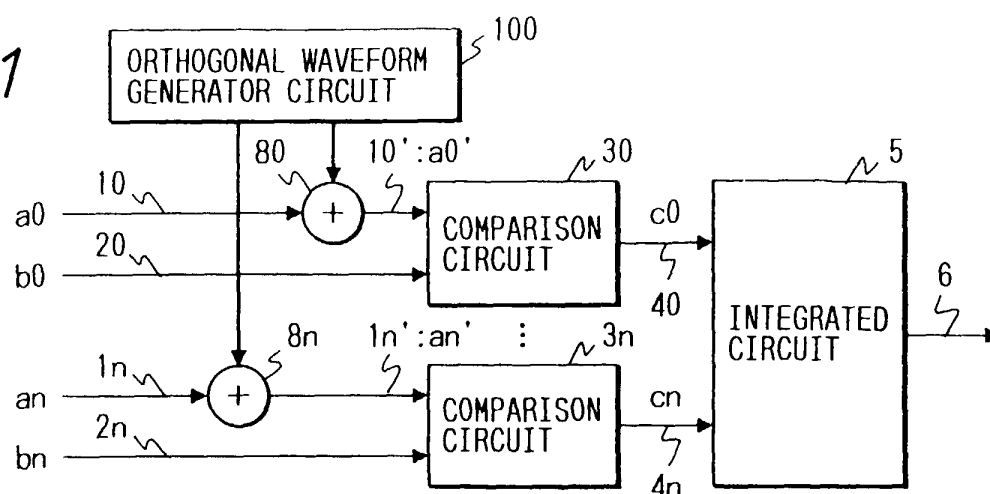 1
100
ORTHOGONAL WAVEFORM
GENERATOR CIRCUIT
80
10':a0'
30
5
10
a0
+
COMPARISON
CIRCUIT
c0
20
b0
40
6
INTEGRATED
CIRCUIT
8n
1n':an'
⋮
3n
1n
an
+
COMPARISON
CIRCUIT
cn
2n
bn
4n